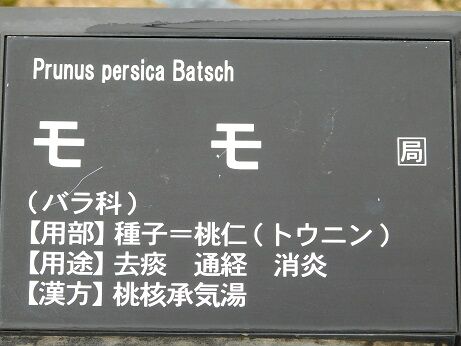 Prunus persica Batsch
モモ 局
(バラ科)
【用部】種子=桃仁(トウニン)
【用途】去痰 通経 消炎
【漢方】桃核承気湯